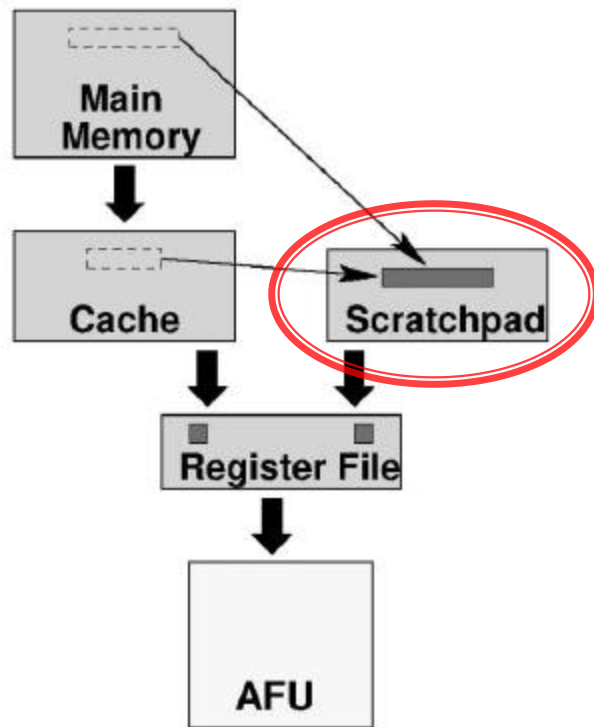 Main
Memory
Cache
Scratchpad
Register File
AFU